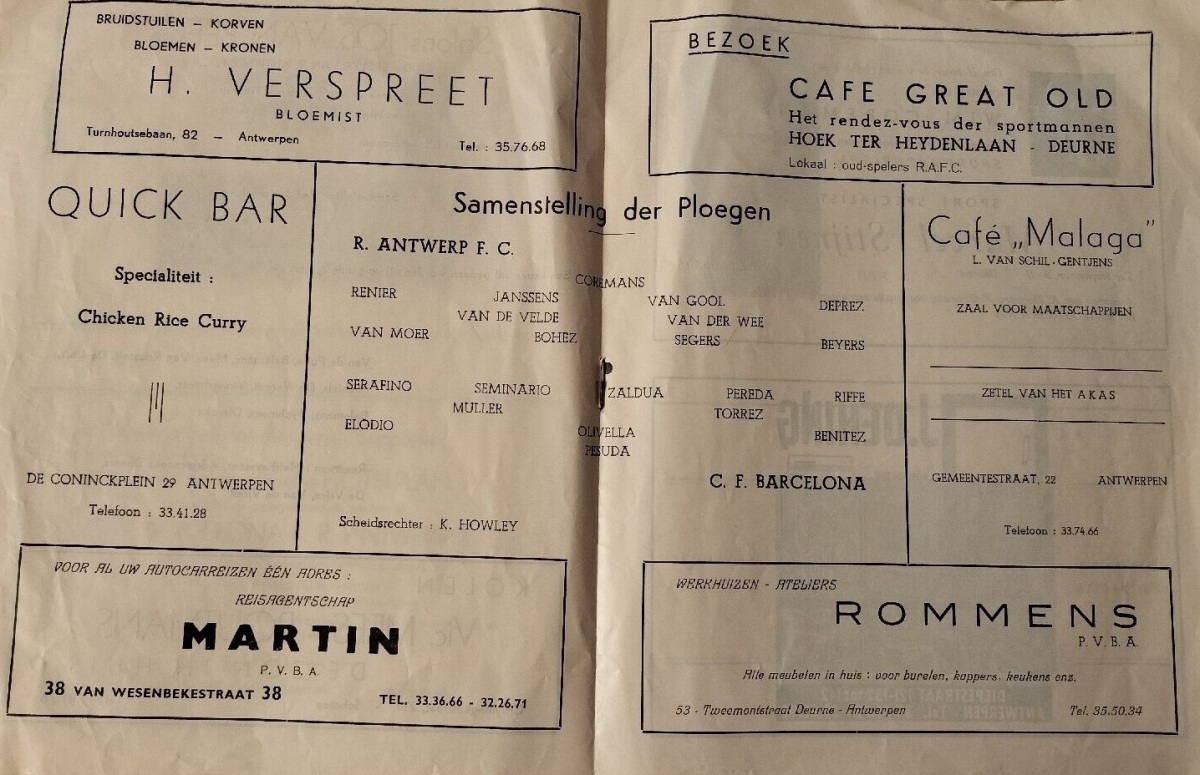 BRUIDSTUILEN – KORVEN
BLOEMEN – KRONEN
H. VERSPREET
BLOEMIST
Turnhoutsebaan, 82 – Antwerpen
Tel. : 35.76.68
BEZOEK
CAFE GREAT OLD
Het rendez-vous der sportmannen
HOEK TER HEYDENLAAN - DEURNE
Lokaal : oud-spelers R.A.F.C.
QUICK BAR
Specialiteit :
Chicken Rice Curry
DE CONINCKPLEIN 29 ANTWERPEN
Telefoon : 33.41.28
Samenstelling der Ploegen
R. ANTWERP F. C.
COREMANS
RENIER JANSSENS VAN GOOL DEPREZ
VAN DE VELDE VAN DER WEE
VAN MOER BOHEZ SEGERS BEYERS
SERAFINO SEMINARIO ZALDUA PEREDA RIFFE
MULLER TORREZ
ELODIO OLIVELLA BENITEZ
PESUDA
C. F. BARCELONA
Scheidsrechter : K. HOWLEY
Café „Malaga"
L. VAN SCHIL - GENTJENS
ZAAL VOOR MAATSCHAPPIJEN
ZETEL VAN HET A K A S
GEMEENTESTRAAT, 22 ANTWERPEN
Telefoon : 33.74.66
VOOR AL UW AUTOCARREIZEN ÉÉN ADRES :
REISAGENTSCHAP
MARTIN
P. V. B. A.
38 VAN WESENBEKESTRAAT 38
TEL. 33.36.66 - 32.26.71
WERKHUIZEN - ATELIERS
ROMMENS
P.V.B.A.
Alle meubelen in huis : voor burelen, kappers, keukens enz.
53 - Tweemontstraat Deurne - Antwerpen
Tel. 35.50.34